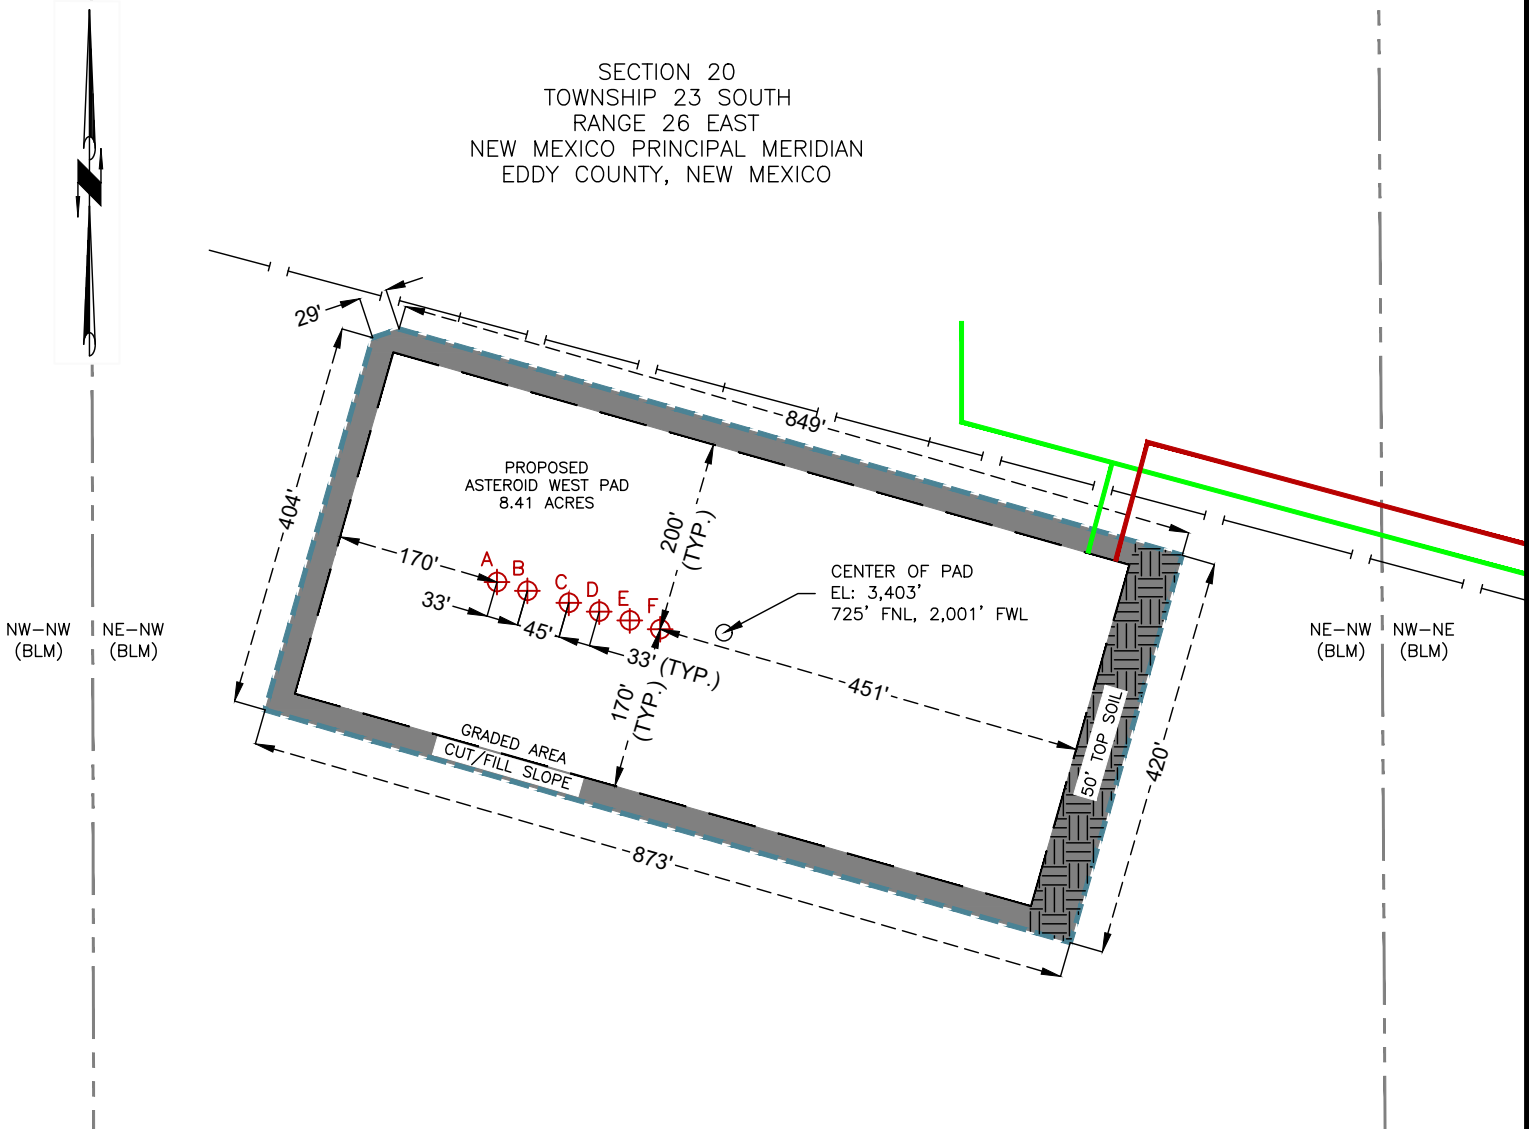 SECTION 20
TOWNSHIP 23 SOUTH
RANGE 26 EAST
NEW MEXICO PRINCIPAL MERIDIAN
EDDY COUNTY, NEW MEXICO
29'
849'
404'
PROPOSED
ASTEROID WEST PAD
8.41 ACRES
200'
(TYP.)
170'
A
B
C
D
E
F
33'
45'
33' (TYP.)
170'
(TYP.)
CENTER OF PAD
EL: 3,403'
725' FNL, 2,001' FWL
451'
NW-NW
(BLM)
NE-NW
(BLM)
NE-NW
(BLM)
NW-NE
(BLM)
50' TOP SOIL
420'
GRADED AREA
CUT/FILL SLOPE
873'